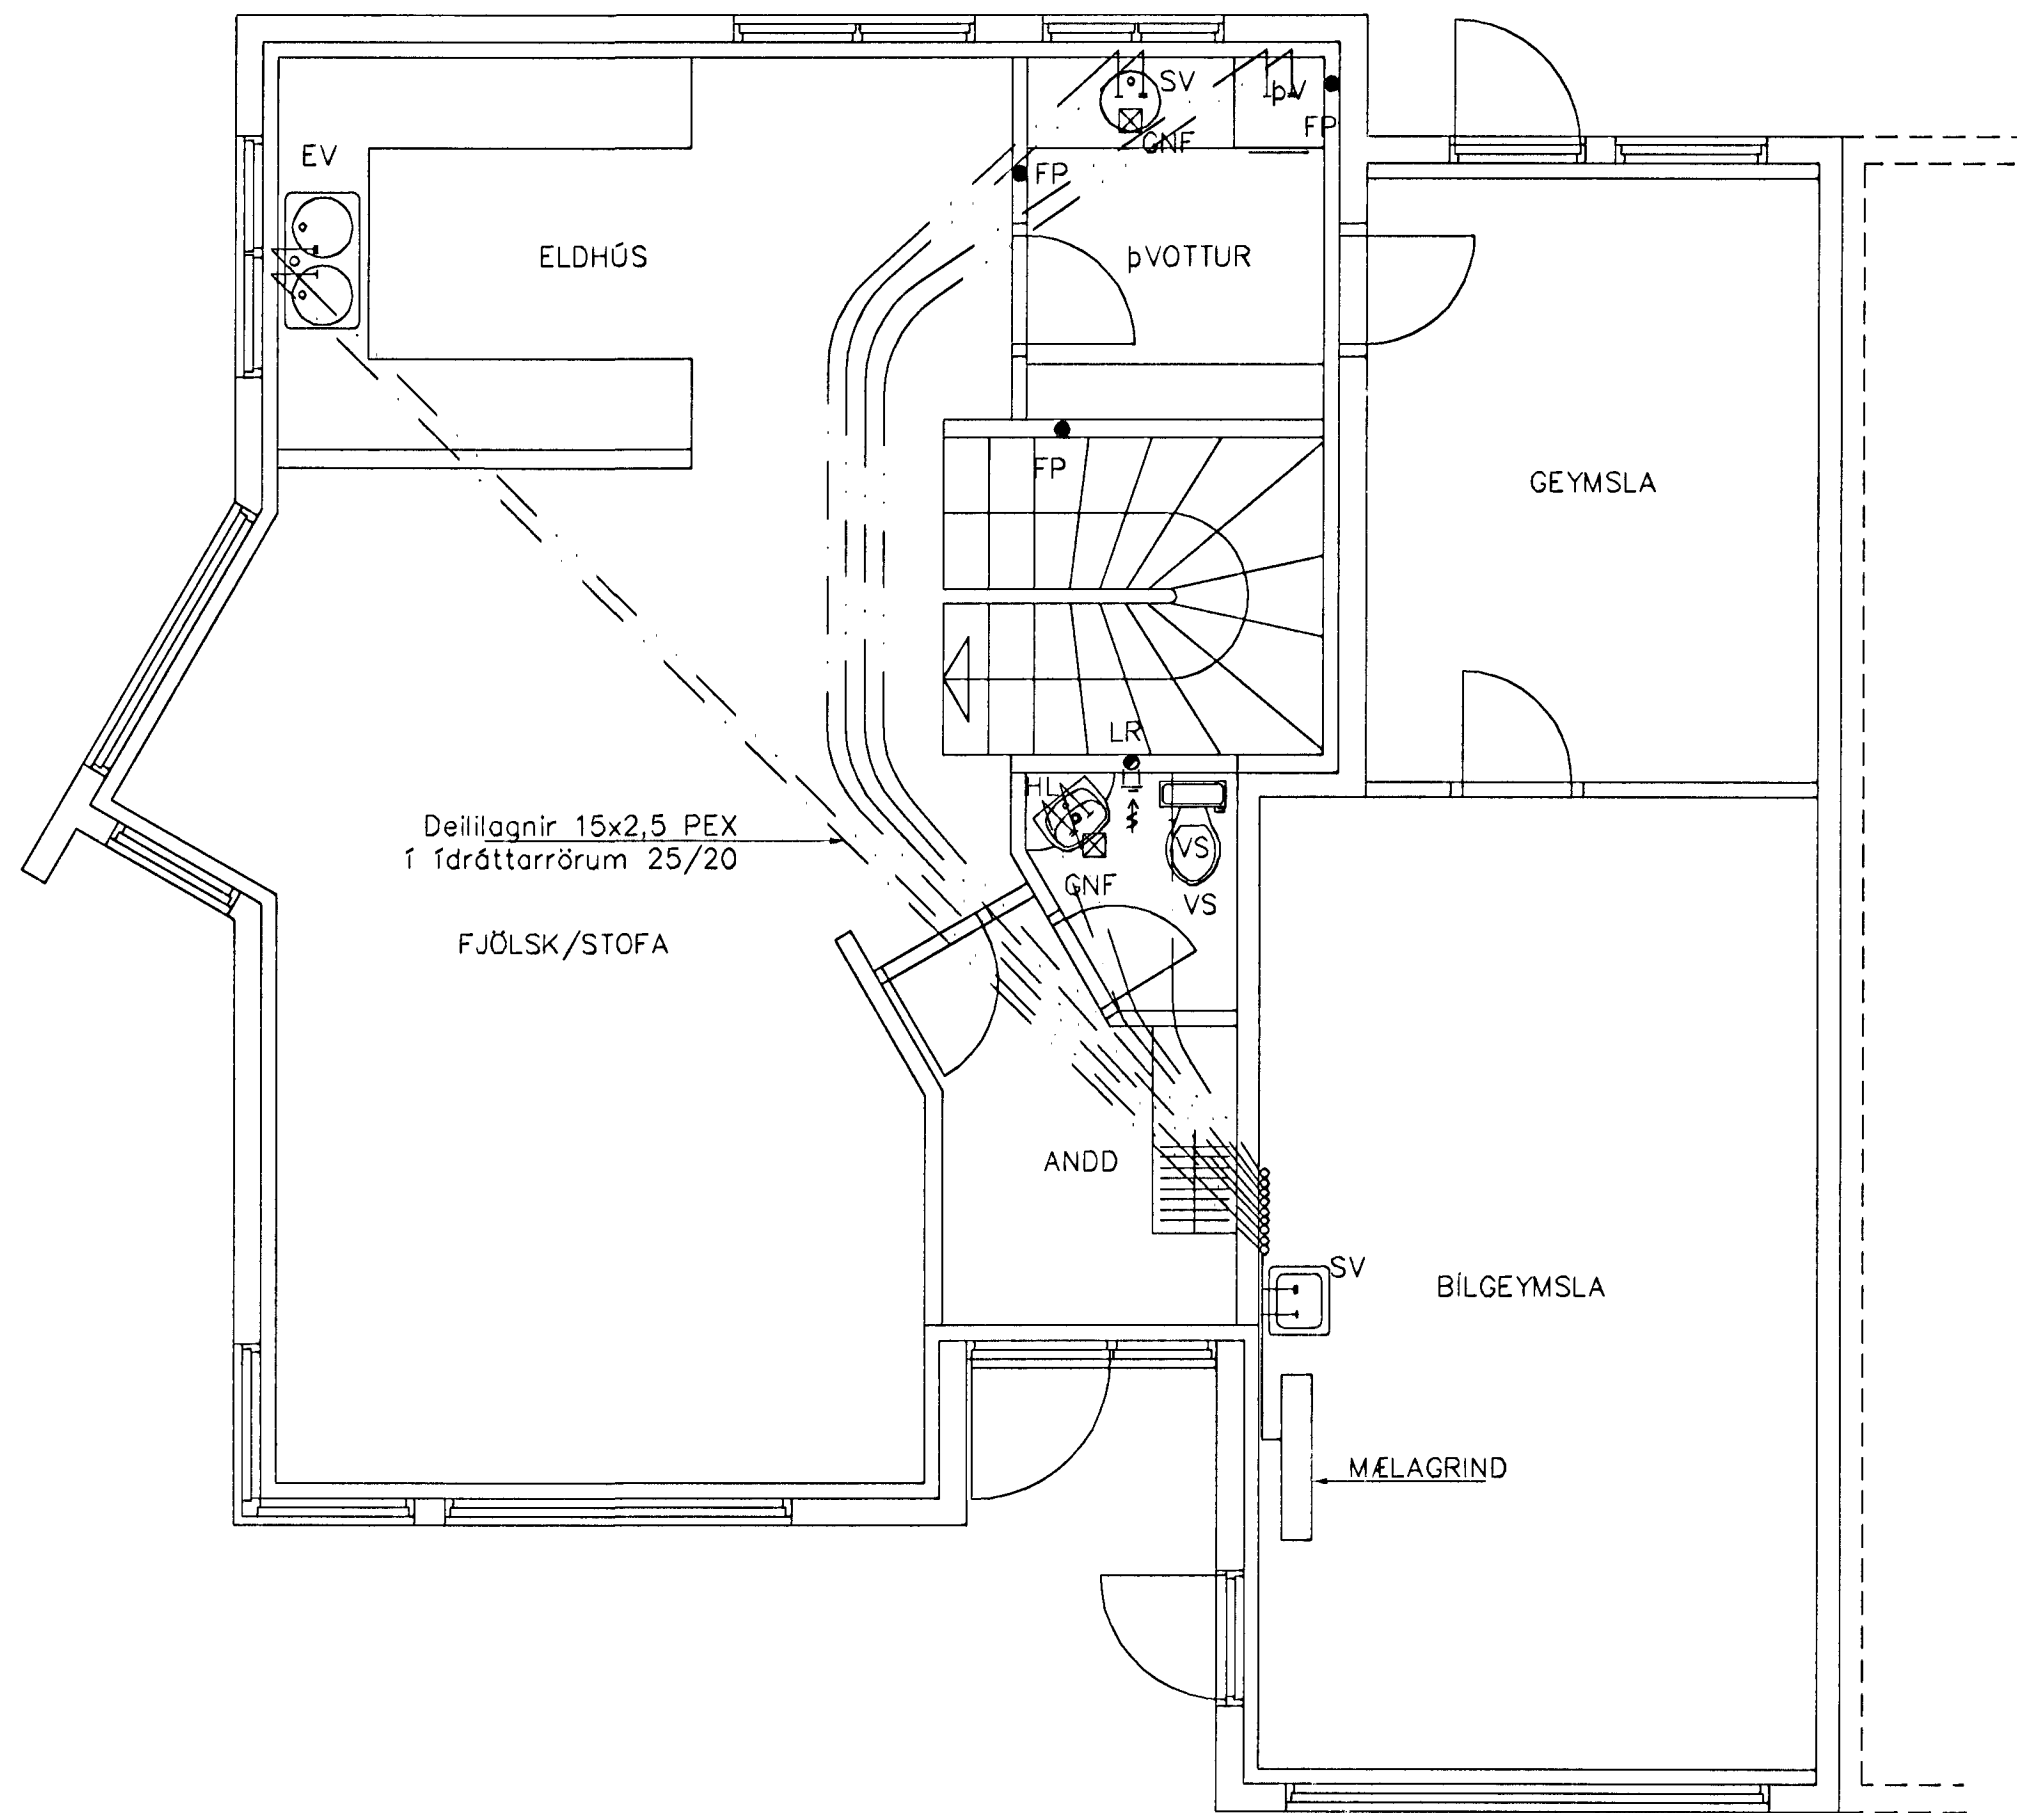 SV
ÞV
FP
GNF
EV
FP
ELDHÚS
ÞVOTTUR
FP
GEYMSLA
LR
HL
Deililagnir 15x2,5 PEX
í ídráttarrörum 25/20
VS
GNF
VS
FJÖLSK/STOFA
ANDD
SV
BÍLGEYMSLA
MÆLAGRIND